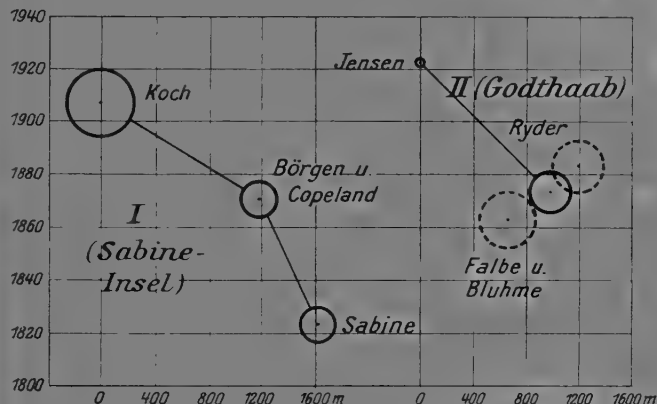 1940
1920
1900
1880
1860
1840
1820
1800
Koch
Börgen u.
Copeland
I
(Sabine-
Insel)
Sabine
Jensen
II (Godthaab)
Ryder
Falbe u.
Bluhme
0 400 800 1200 1600 m
0 400 800 1200 1600 m